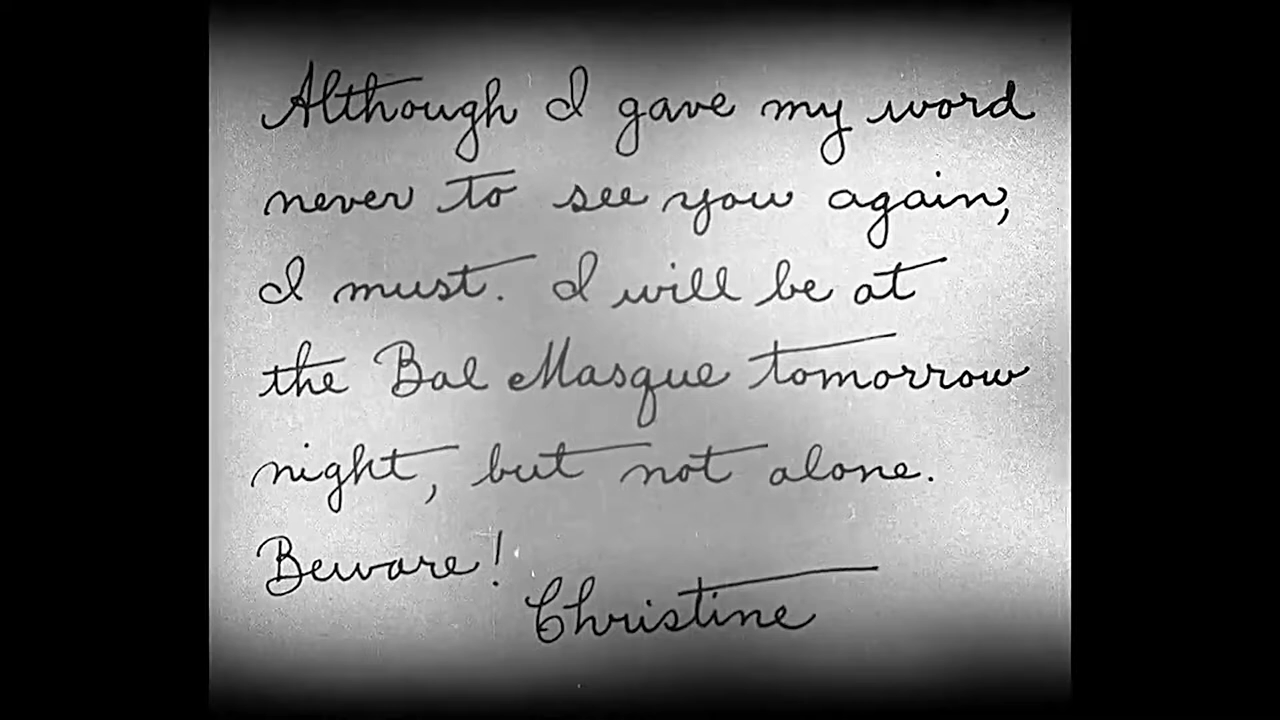 Although I gave my word
never to see you again,
I must. I will be at
the Bal Masque tomorrow
night, but not alone.
Beware!
Christine